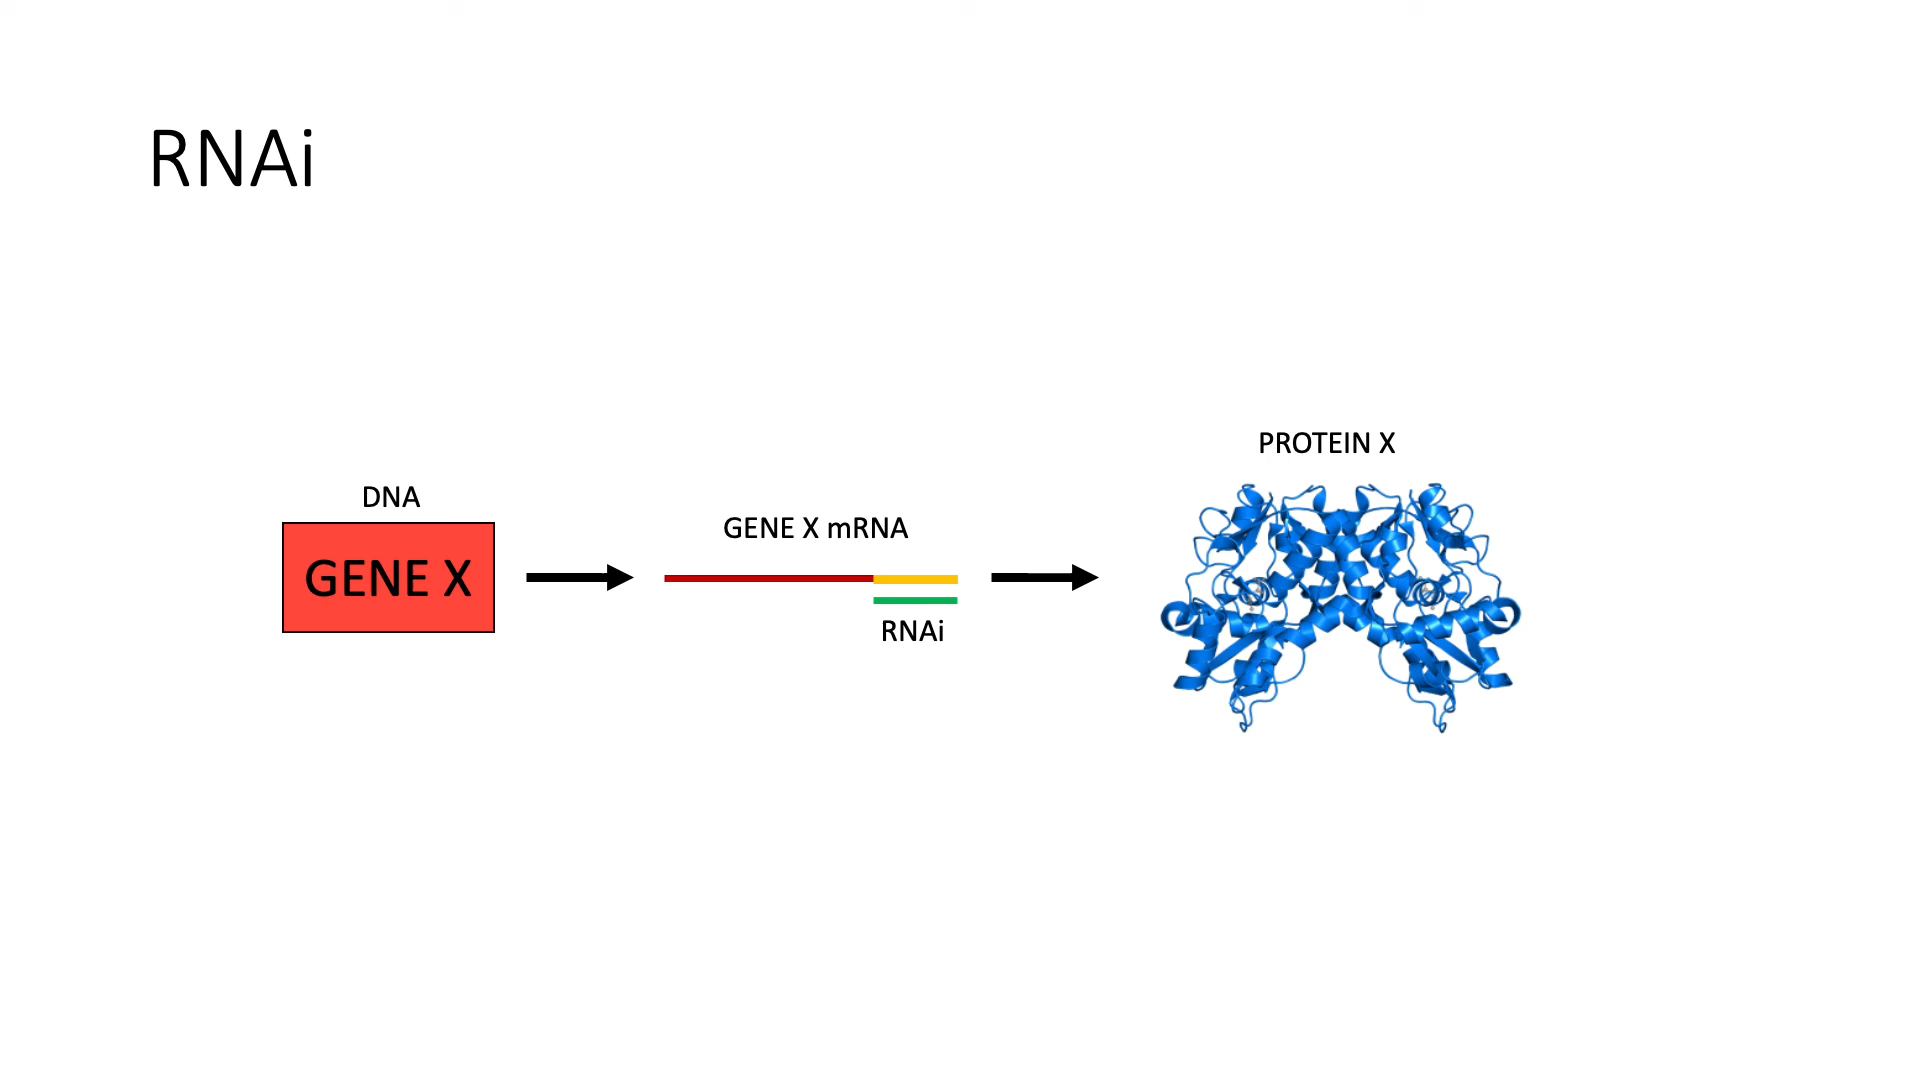 RNAi
DNA
GENE X
GENE X mRNA
RNAi
PROTEIN X